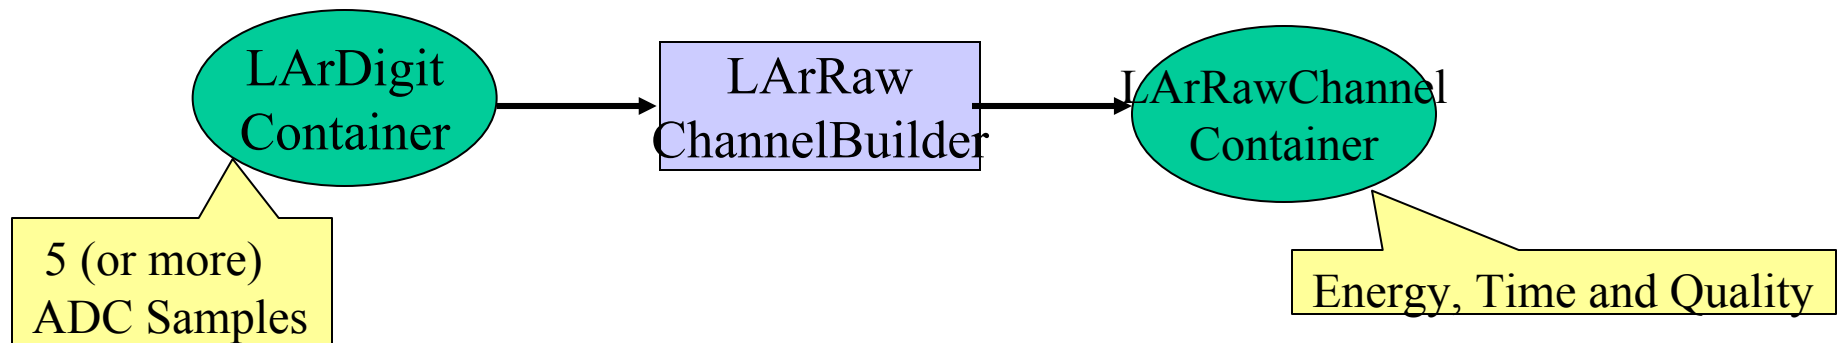 LArDigit
Container
LArRaw
ChannelBuilder
LArRawChannel
Container
5 (or more)
ADC Samples
Energy, Time and Quality